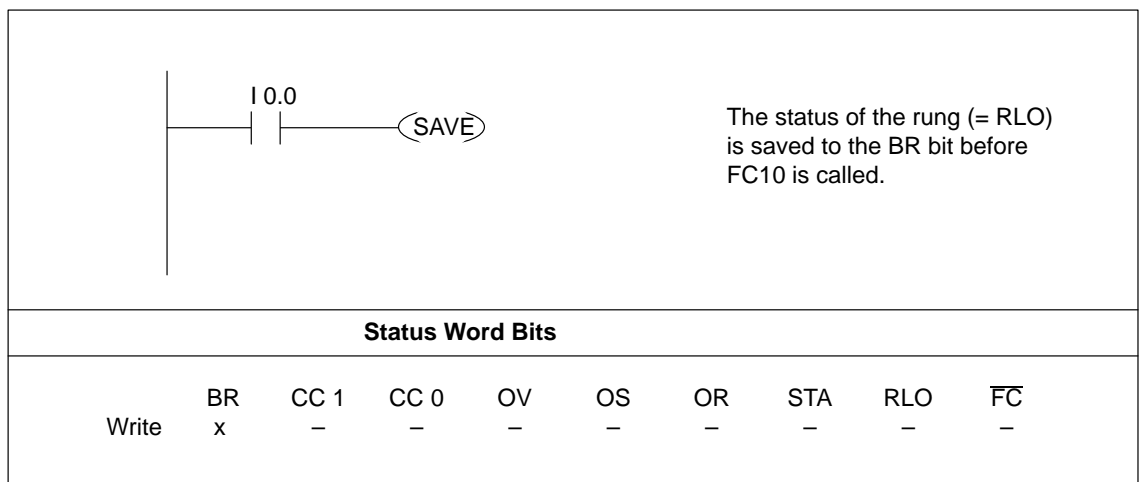 I 0.0
SAVE
The status of the rung (= RLO)
is saved to the BR bit before
FC10 is called.
Status Word Bits
BR CC 1 CC 0 OV OS OR STA RLO F̅C̅
Write x – – – – – – – –